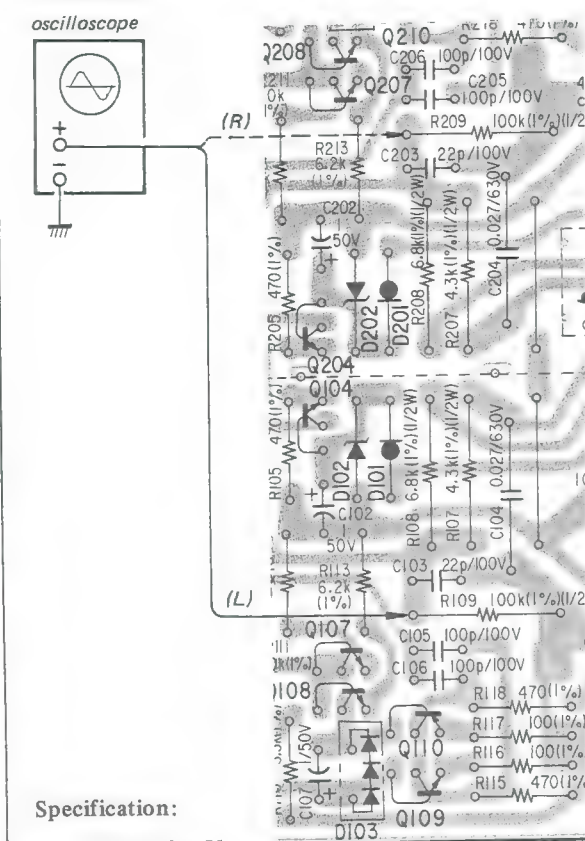 oscilloscope
+
−
(R)
Q208
Q210
Q207
C206 100p/100V
C205
100p/100V
R209 100k(1%)(1/2
R213
6.2k
(1%)
C203 22p/100V
C202
1
50V
+
470(1%)
R205
D202
D201
6.8k(1%)(1/2W)
R208
4.3k(1%)(1/2W)
R207
0.027/630V
C204
Q204
Q104
470(1%)
R105
D102
D101
6.8k(1%)(1/2W)
R108
4.3k(1%)(1/2W)
R107
0.027/630V
C104
+
C102
1
50V
R113
6.2k
(1%)
C103 22p/100V
(L)
R109 100k(1%)(1/2
Q107
C105 100p/100V
C106 100p/100V
R118 470(1%)
R117 100(1%)
R116 100(1%
R115 470(1%
1/50V
C107
+
Q110
Q109
D103
Specification: